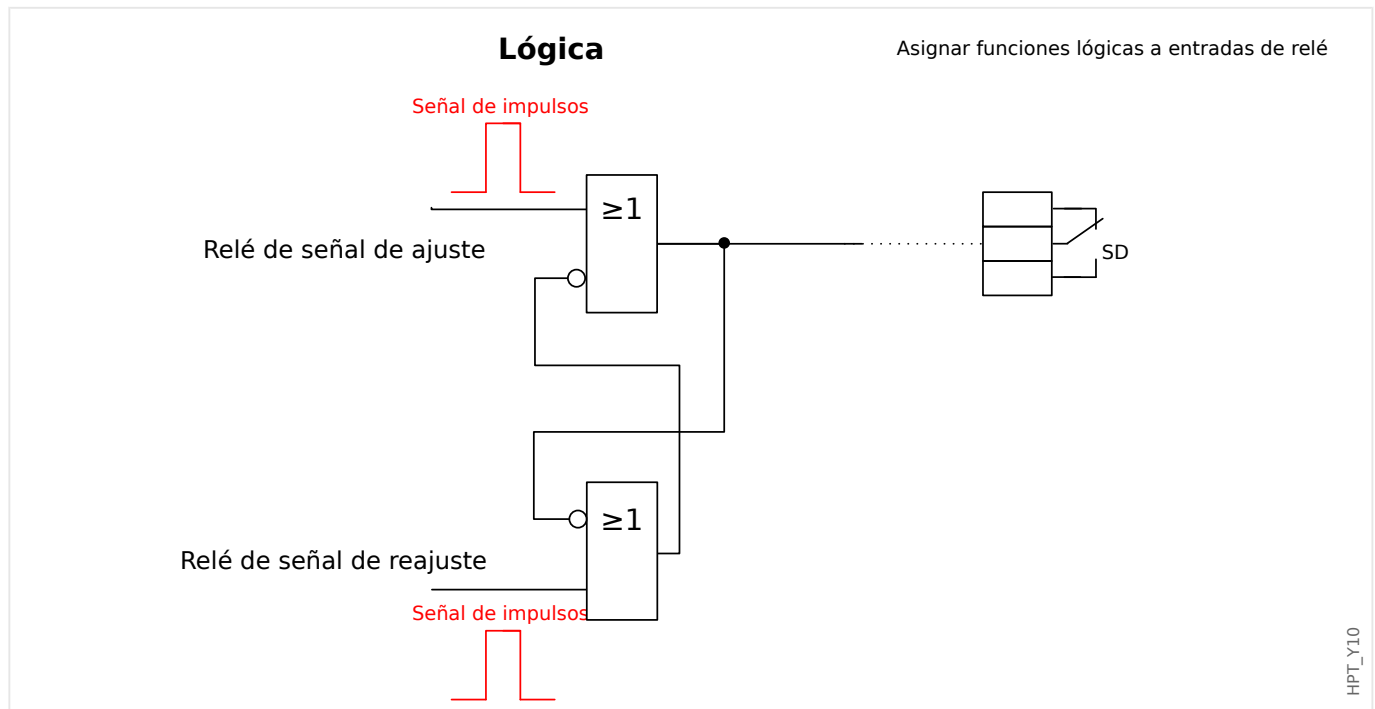 Lógica
Asignar funciones lógicas a entradas de relé
Señal de impulsos
≥1
Relé de señal de ajuste
SD
≥1
Relé de señal de reajuste
Señal de impulsos
HPT_Y10